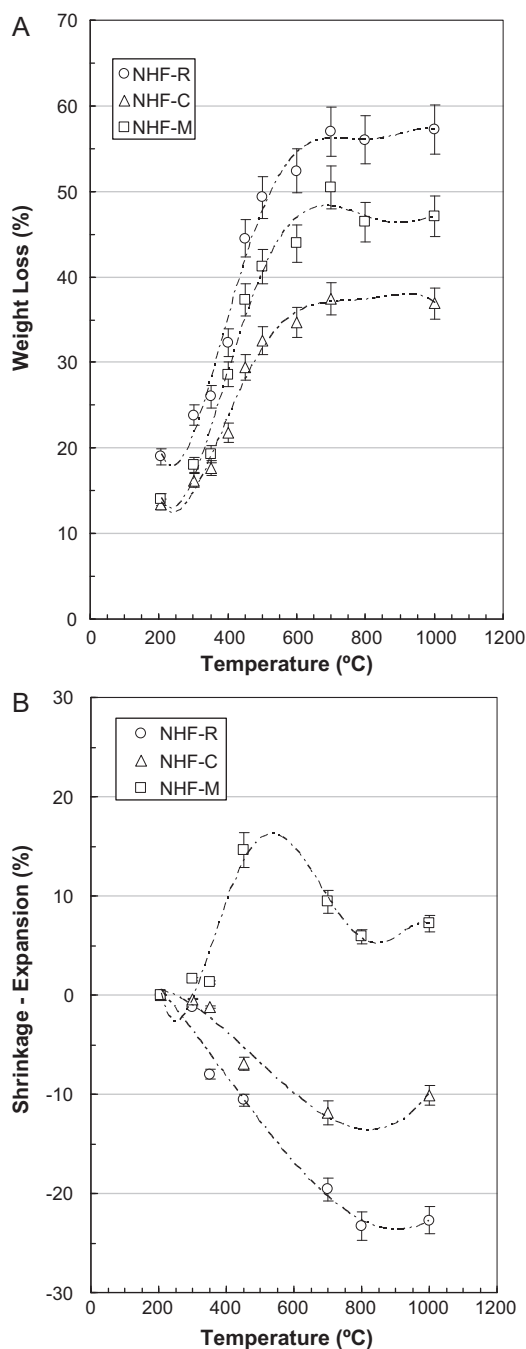 A
70
60
50
40
30
20
10
0
Weight Loss (%)
NHF-R
NHF-C
NHF-M
0 200 400 600 800 1000 1200
Temperature (ºC)
B
30
20
10
0
-10
-20
-30
Shrinkage - Expansion (%)
NHF-R
NHF-C
NHF-M
0 200 400 600 800 1000 1200
Temperature (ºC)